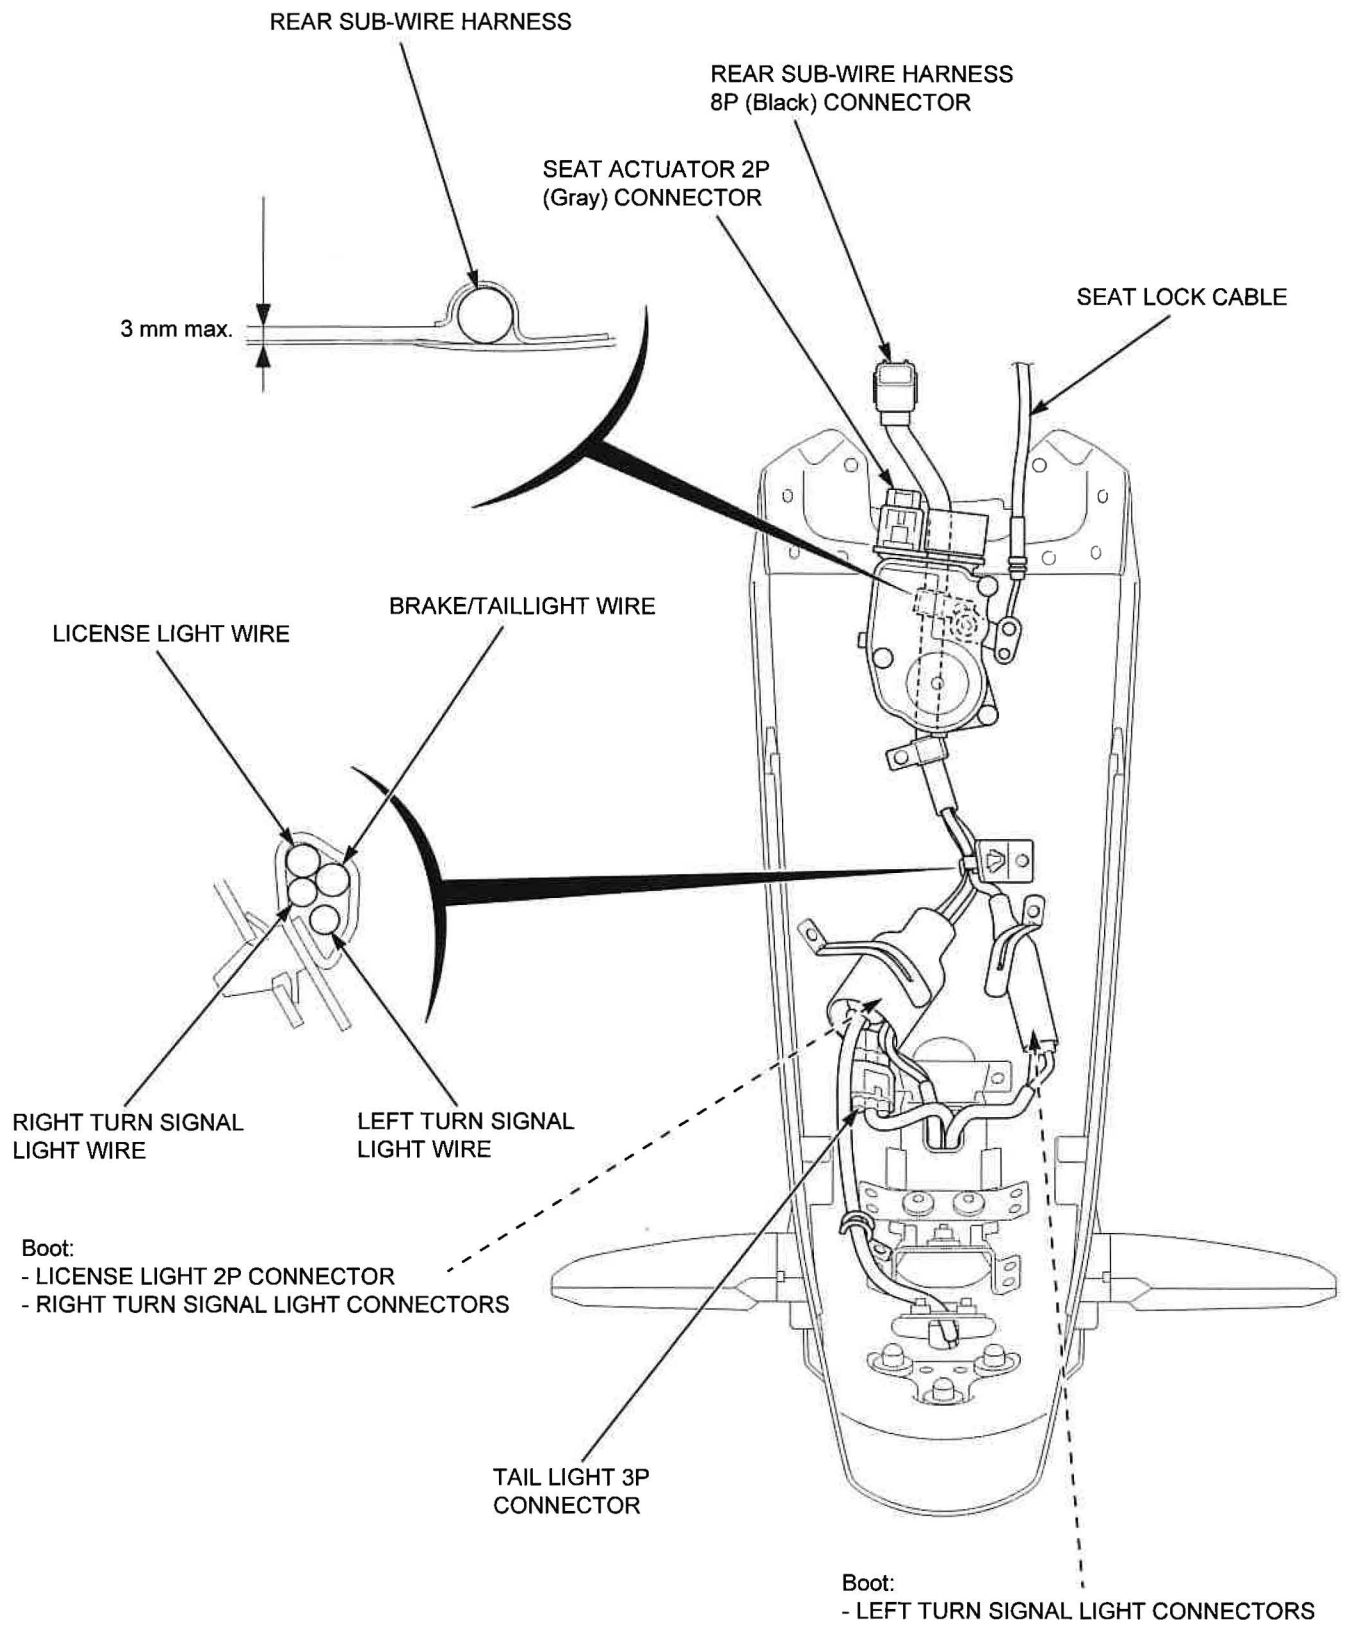 REAR SUB-WIRE HARNESS
REAR SUB-WIRE HARNESS
8P (Black) CONNECTOR
SEAT ACTUATOR 2P
(Gray) CONNECTOR
SEAT LOCK CABLE
3 mm max.
BRAKE/TAILLIGHT WIRE
LICENSE LIGHT WIRE
RIGHT TURN SIGNAL
LIGHT WIRE
LEFT TURN SIGNAL
LIGHT WIRE
Boot:
- LICENSE LIGHT 2P CONNECTOR
- RIGHT TURN SIGNAL LIGHT CONNECTORS
TAIL LIGHT 3P
CONNECTOR
Boot:
- LEFT TURN SIGNAL LIGHT CONNECTORS